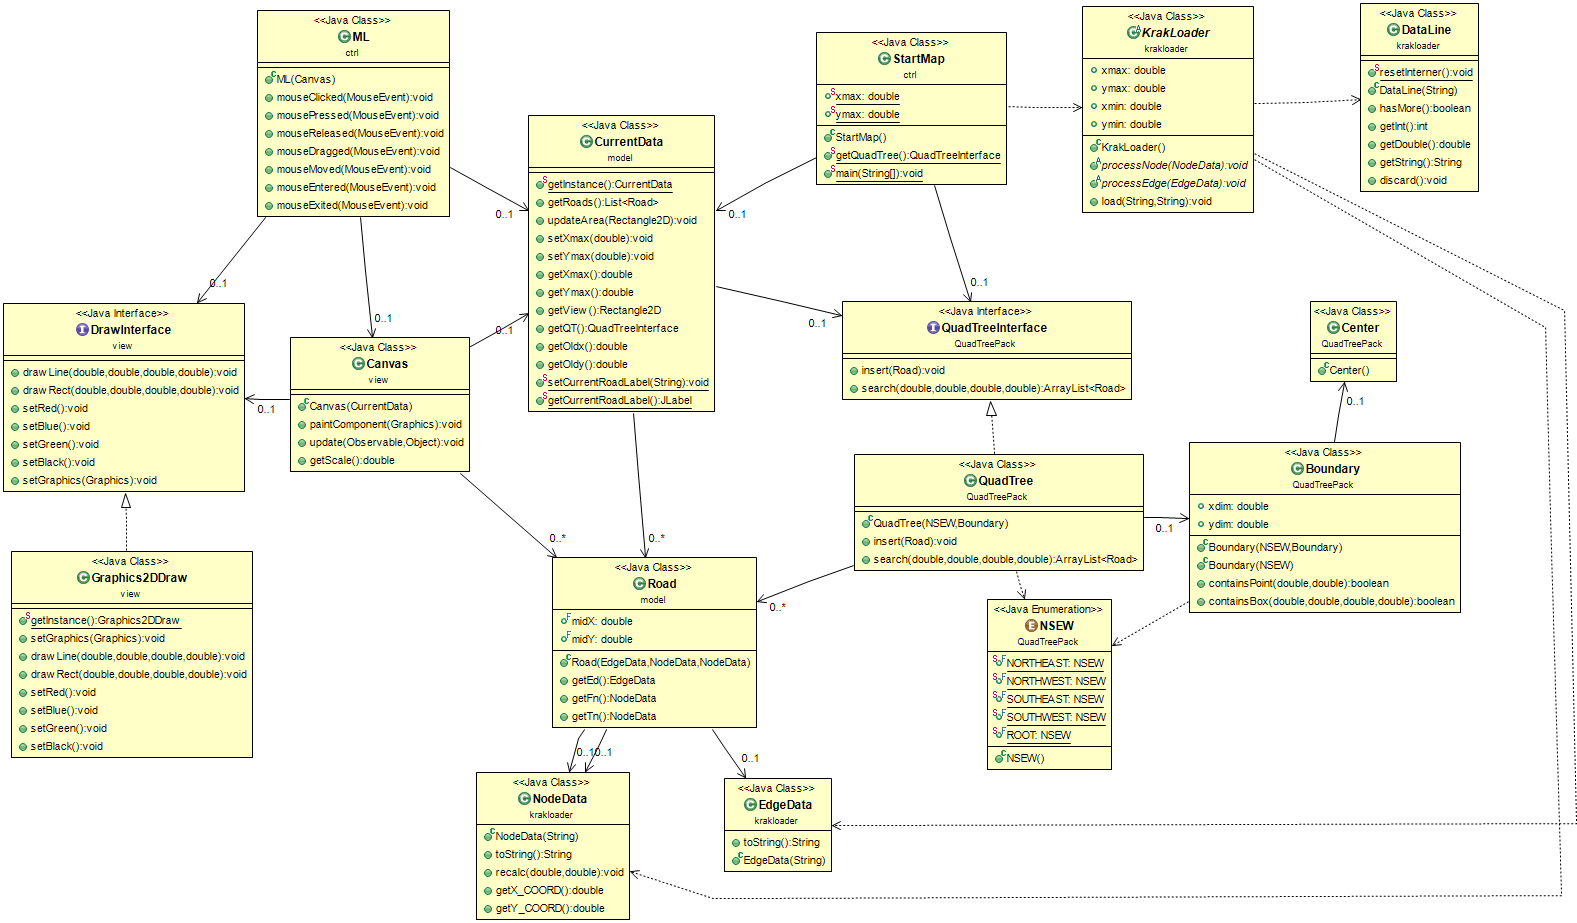 <<Java Class>>
ML
ctrl
ML(Canvas)
mouseClicked(MouseEvent):void
mousePressed(MouseEvent):void
mouseReleased(MouseEvent):void
mouseDragged(MouseEvent):void
mouseMoved(MouseEvent):void
mouseEntered(MouseEvent):void
mouseExited(MouseEvent):void
<<Java Class>>
CurrentData
model
getInstance():CurrentData
getRoads():List<Road>
updateArea(Rectangle2D):void
setXmax(double):void
setYmax(double):void
getXmax():double
getYmax():double
getView():Rectangle2D
getQT():QuadTreeInterface
getOldx():double
getOldy():double
setCurrentRoadLabel(String):void
getCurrentRoadLabel():JLabel
<<Java Class>>
StartMap
ctrl
xmax: double
ymax: double
StartMap()
getQuadTree():QuadTreeInterface
main(String[]):void
<<Java Class>>
KrakLoader
krakloader
xmax: double
ymax: double
xmin: double
ymin: double
KrakLoader()
processNode(NodeData):void
processEdge(EdgeData):void
load(String,String):void
<<Java Class>>
DataLine
krakloader
resetInterner():void
DataLine(String)
hasMore():boolean
getInt():int
getDouble():double
getString():String
discard():void
0..1
0..1
0..1
0..1
0..1
0..1
0..1
<<Java Interface>>
DrawInterface
view
drawLine(double,double,double,double):void
drawRect(double,double,double,double):void
setRed():void
setBlue():void
setGreen():void
setBlack():void
setGraphics(Graphics):void
<<Java Class>>
Canvas
view
Canvas(CurrentData)
paintComponent(Graphics):void
update(Observable,Object):void
getScale():double
0..1
<<Java Interface>>
QuadTreeInterface
QuadTreePack
insert(Road):void
search(double,double,double,double):ArrayList<Road>
<<Java Class>>
Center
QuadTreePack
Center()
0..1
<<Java Class>>
QuadTree
QuadTreePack
QuadTree(NSEW,Boundary)
insert(Road):void
search(double,double,double,double):ArrayList<Road>
0..1
<<Java Class>>
Boundary
QuadTreePack
xdim: double
ydim: double
Boundary(NSEW,Boundary)
Boundary(NSEW)
containsPoint(double,double):boolean
containsBox(double,double,double,double):boolean
<<Java Class>>
Graphics2DDraw
view
getInstance():Graphics2DDraw
setGraphics(Graphics):void
drawLine(double,double,double,double):void
drawRect(double,double,double,double):void
setRed():void
setBlue():void
setGreen():void
setBlack():void
0..*
0..*
0..*
<<Java Class>>
Road
model
midX: double
midY: double
Road(EdgeData,NodeData,NodeData)
getEd():EdgeData
getFn():NodeData
getTn():NodeData
<<Java Enumeration>>
NSEW
QuadTreePack
NORTHEAST: NSEW
NORTHWEST: NSEW
SOUTHEAST: NSEW
SOUTHWEST: NSEW
ROOT: NSEW
NSEW()
0..1
0..1
0..1
<<Java Class>>
NodeData
krakloader
NodeData(String)
toString():String
recalc(double,double):void
getX_COORD():double
getY_COORD():double
<<Java Class>>
EdgeData
krakloader
toString():String
EdgeData(String)